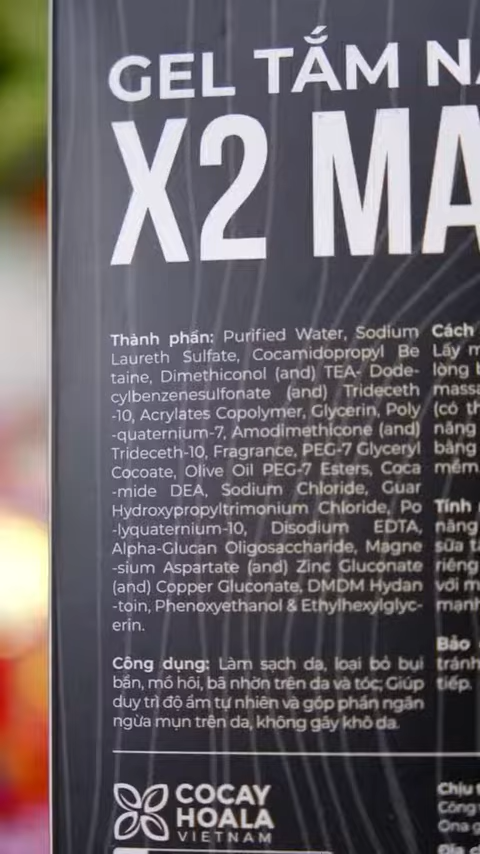 GEL TẮM N
X2 MA
Thành phần: Purified Water, Sodium
Laureth Sulfate, Cocamidopropyl Be
taine, Dimethiconol (and) TEA- Dode-
cylbenzenesulfonate (and) Trideceth
-10, Acrylates Copolymer, Glycerin, Poly
-quaternium-7, Amodimethicone (and)
Trideceth-10, Fragrance, PEG-7 Glyceryl
Cocoate, Olive Oil PEG-7 Esters, Coca
-mide DEA, Sodium Chloride, Guar
Hydroxypropyltrimonium Chloride, Po
-lyquaternium-10, Disodium EDTA,
Alpha-Glucan Oligosaccharide, Magne
-sium Aspartate (and) Zinc Gluconate
(and) Copper Gluconate, DMDM Hydan
-toin, Phenoxyethanol & Ethylhexylglyc-
erin.
Công dụng: Làm sạch da, loại bỏ bụi
bẩn, mồ hôi, bã nhờn trên da và tóc; Giúp
duy trì độ ẩm tự nhiên và góp phần ngăn
ngừa mụn trên da, không gây khô da.
Cách
Lấy
lòng
massa
(có th
nâng
bằng
mềm
Tính
năng
sữa
riêng
với m
mạnh
Bảo
tránh
tiếp.
COCAY
HOALA
VIETNAM
Chịu t
Công
Ona
Địa